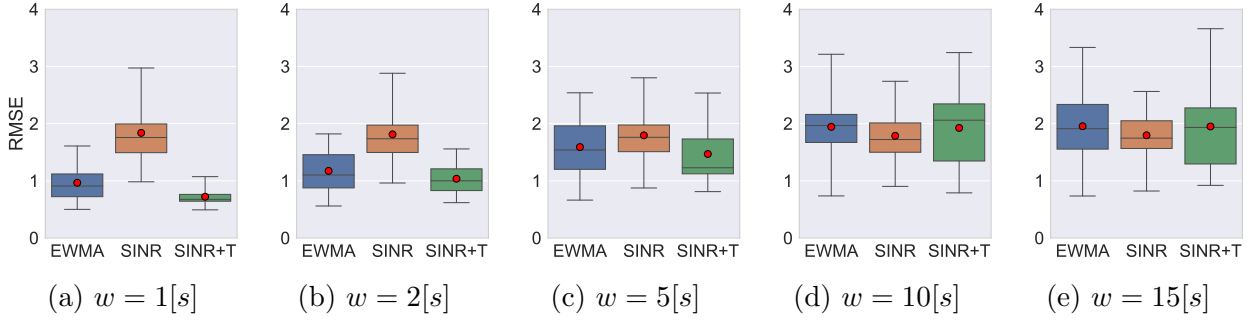 RMSE
4
3
2
1
0
EWMA SINR SINR+T
(a) w = 1[s]
4
3
2
1
0
EWMA SINR SINR+T
(b) w = 2[s]
4
3
2
1
0
EWMA SINR SINR+T
(c) w = 5[s]
4
3
2
1
0
EWMA SINR SINR+T
(d) w = 10[s]
4
3
2
1
0
EWMA SINR SINR+T
(e) w = 15[s]